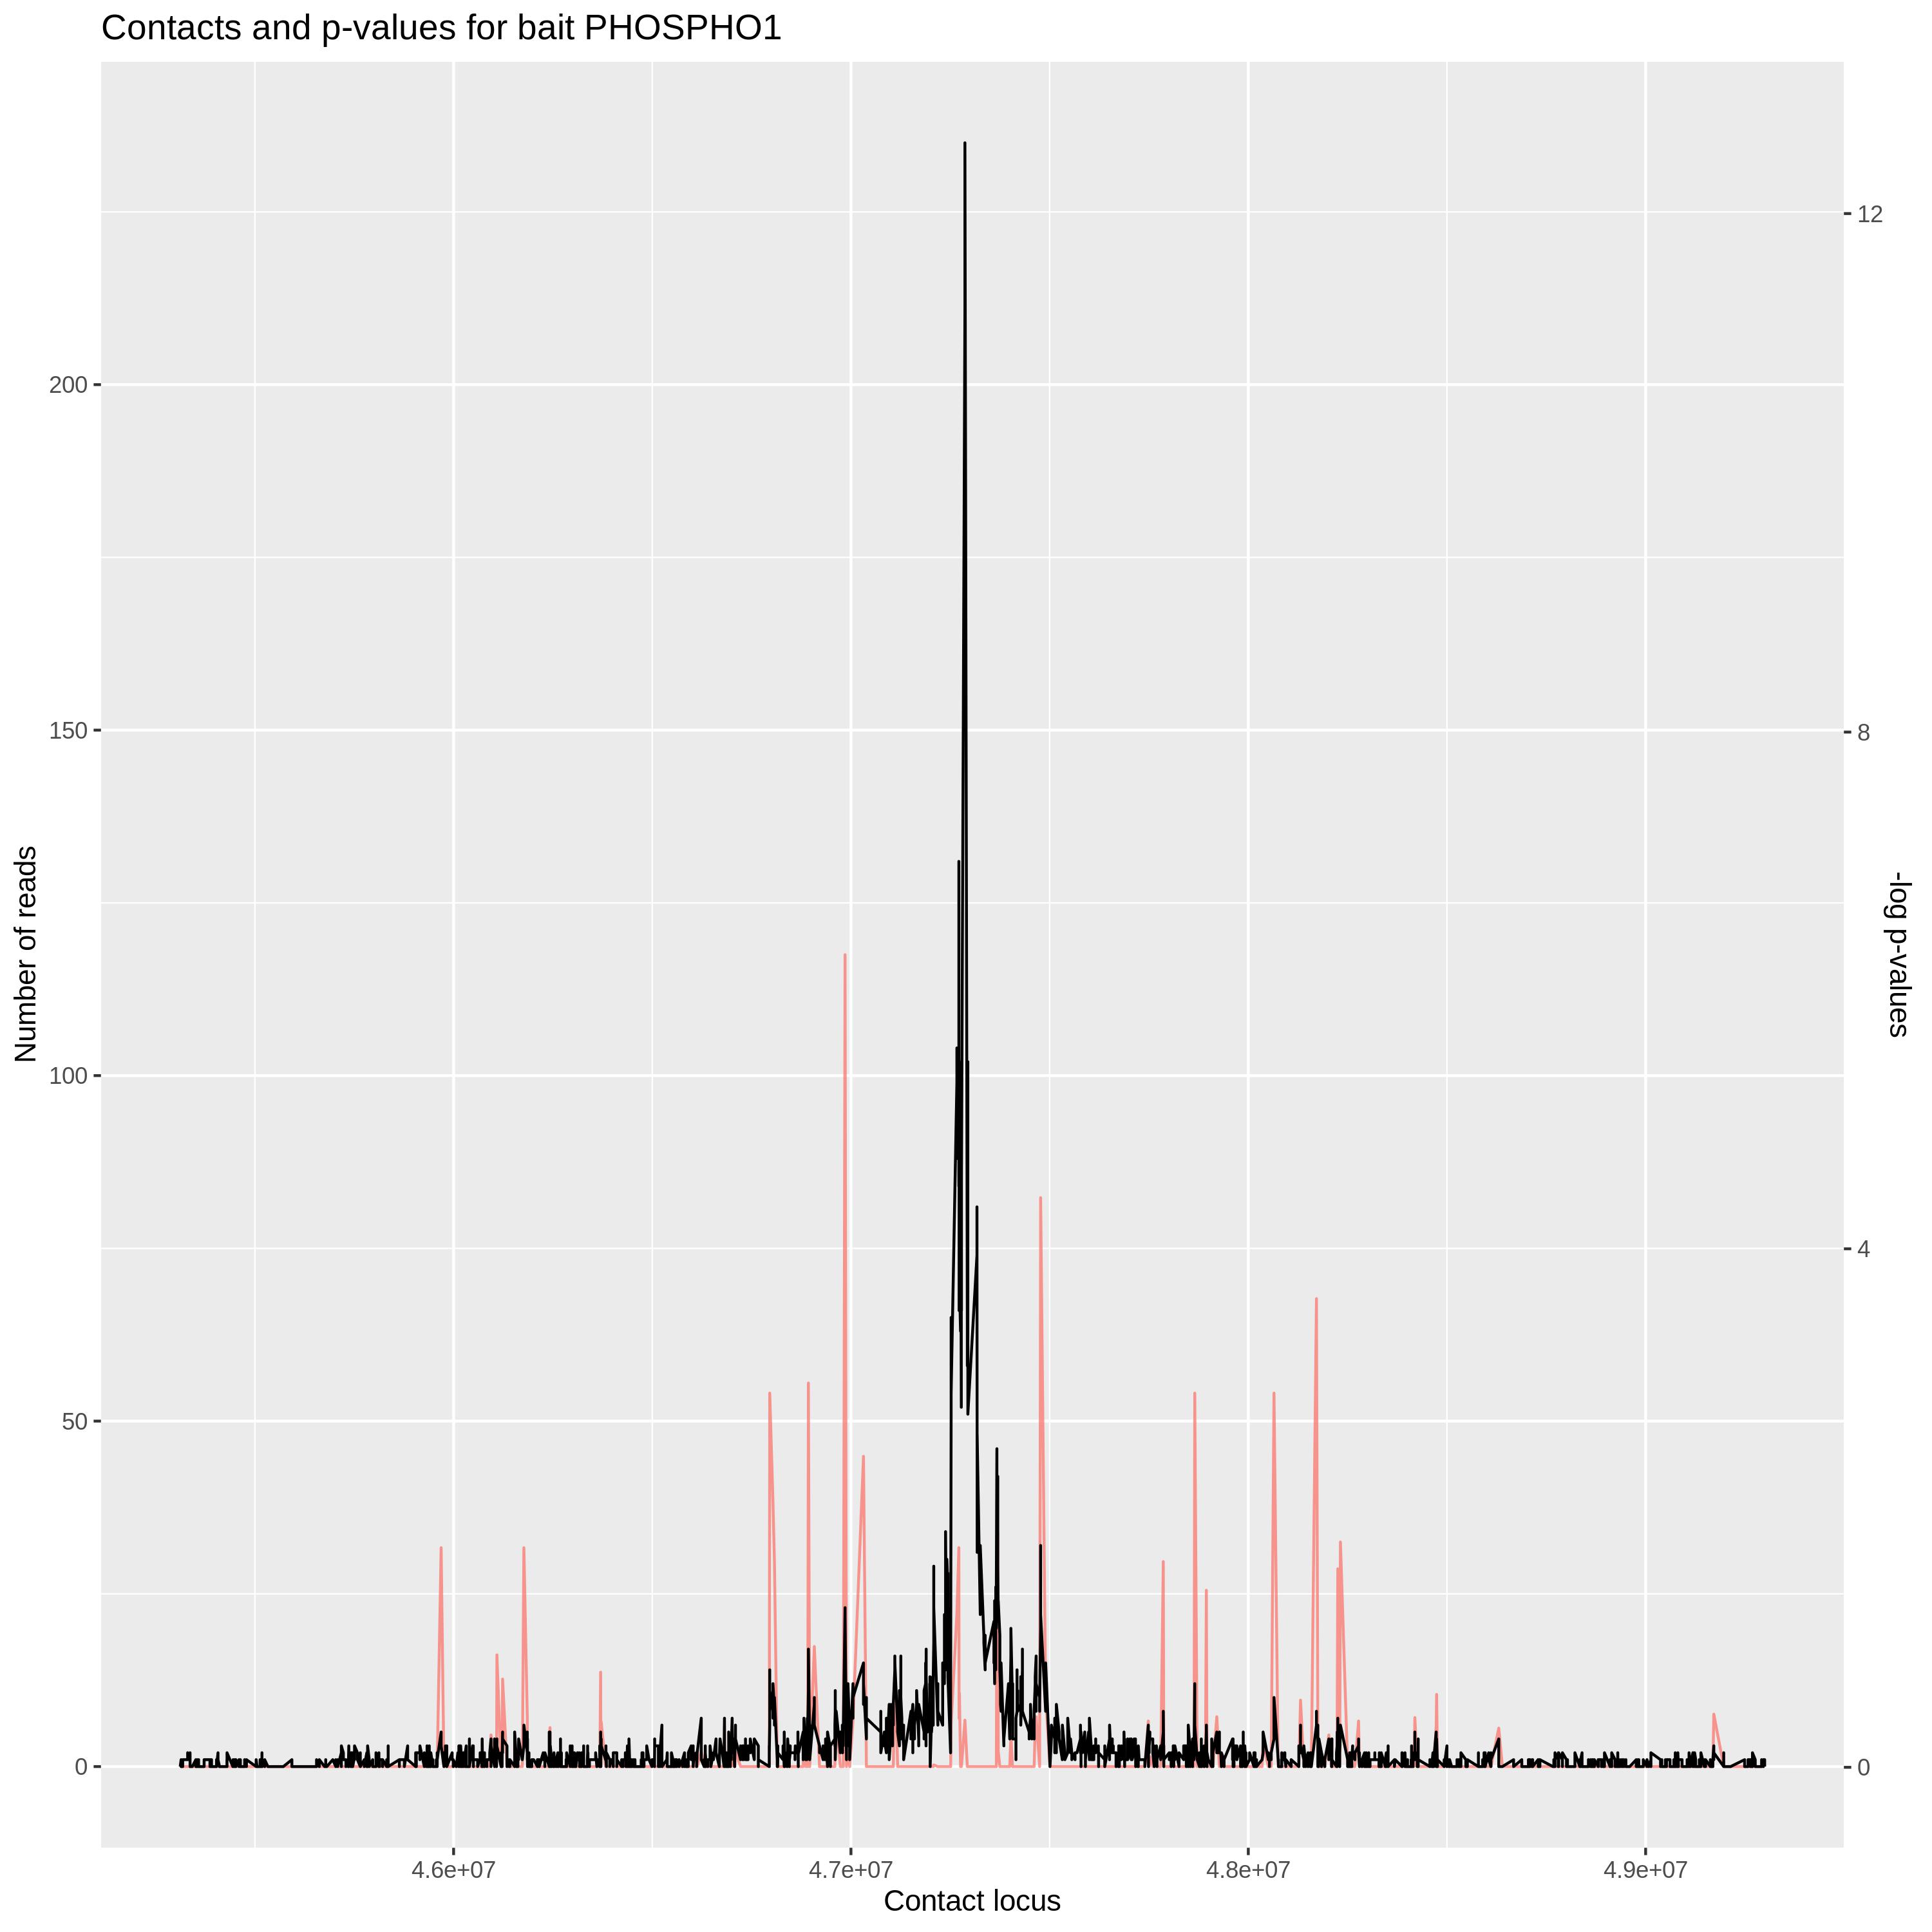 Contacts and p-values for bait PHOSPHO1
Number of reads
200
150
100
50
0
12
8
4
0
-log p-values
4.6e+07 4.7e+07 4.8e+07 4.9e+07
Contact locus